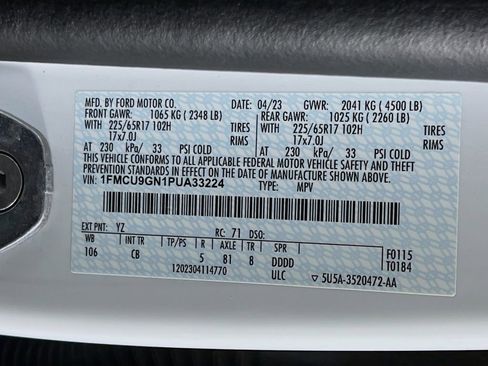 MFD. BY FORD MOTOR CO. 04/23 GVWR: 2041 KG ( 4500 LB)
FRONT GAWR: 1065 KG ( 2348 LB) REAR GAWR: 1025 KG ( 2260 LB)
WITH 225/65R17 102H TIRES WITH 225/65R17 102H TIRES
17x7.0J RIMS 17x7.0J RIMS
AT 230 kPa/ 33 PSI COLD AT 230 kPa/ 33 PSI COLD
THIS VEHICLE CONFORMS TO ALL APPLICABLE FEDERAL MOTOR VEHICLE SAFETY AND THEFT
PREVENTION STANDARDS IN EFFECT ON THE DATE OF MANUFACTURE SHOWN ABOVE.
VIN: 1FMCU9GN1PUA33224 TYPE: MPV
EXT PNT: YZ RC: 71 DSO:
WB INT TR TP/PS R AXLE TR SPR F0115
106 CB 5 81 8 DDDD T0184
1202304114770 ULC ▽ 5U5A-3520472-AA